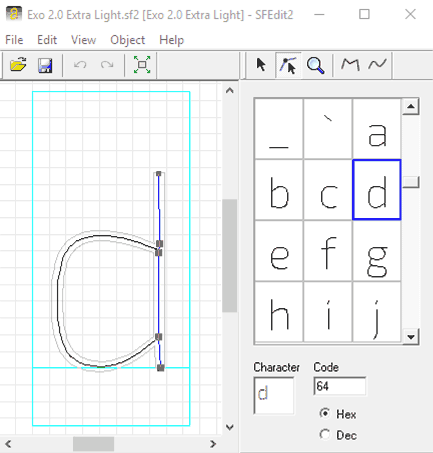 Exo 2.0 Extra Light.sf2 [Exo 2.0 Extra Light] - SFEdit2
File Edit View Object Help
_ ` a
b c d
e f g
h i j
Character Code
d 64
Hex
Dec